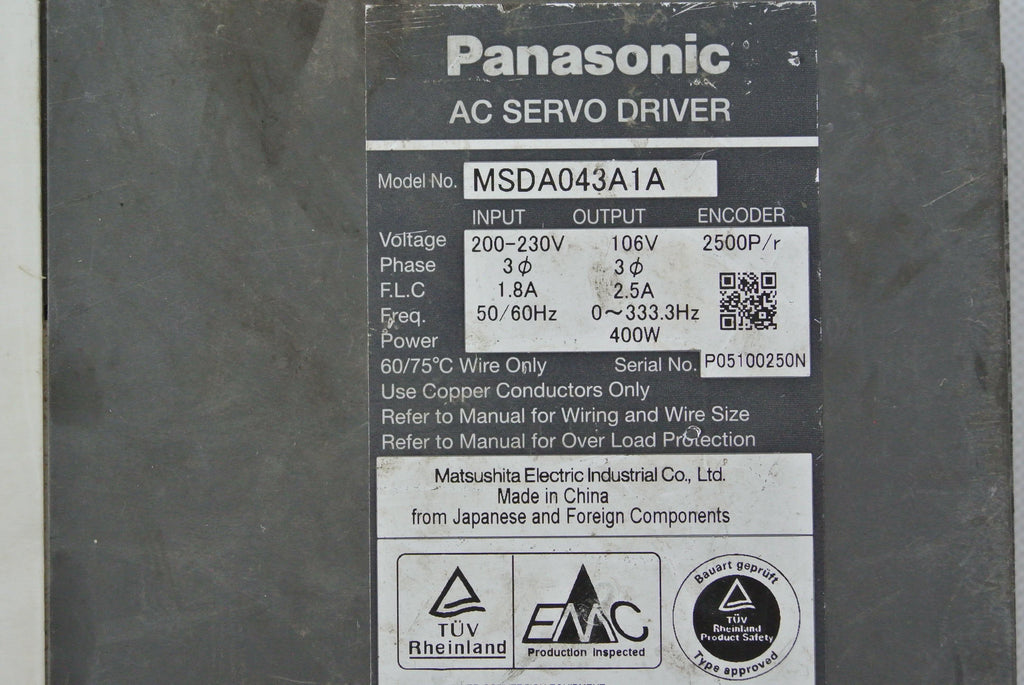 Panasonic
AC SERVO DRIVER
Model No. MSDA043A1A
INPUT OUTPUT ENCODER
Voltage 200-230V 106V 2500P/r
Phase 3ϕ 3ϕ
F.L.C 1.8A 2.5A
Freq. 50/60Hz 0～333.3Hz
Power 400W
60/75°C Wire Only Serial No. P05100250N
Use Copper Conductors Only
Refer to Manual for Wiring and Wire Size
Refer to Manual for Over Load Protection
Matsushita Electric Industrial Co., Ltd.
Made in China
from Japanese and Foreign Components
TÜV
Rheinland
EMC
Production Inspected
Bauart geprüft
TÜV
Rheinland
Product Safety
Type approved